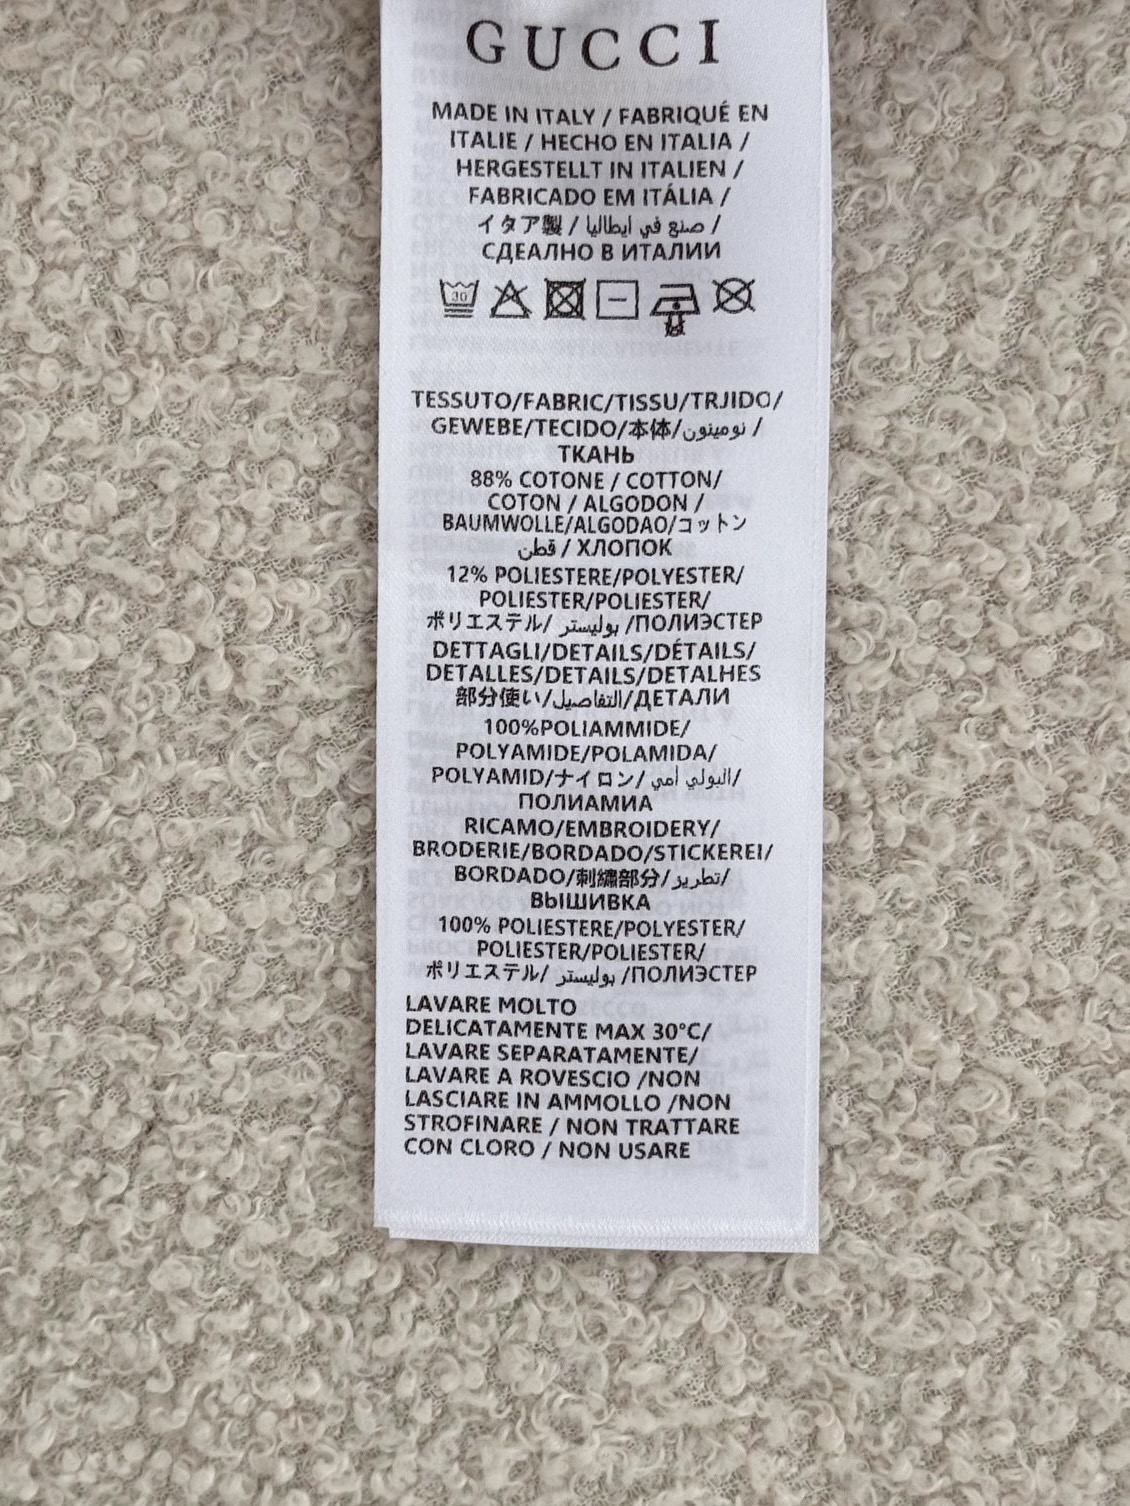 GUCCI
MADE IN ITALY / FABRIQUÉ EN
ITALIE / HECHO EN ITALIA /
HERGESTELLT IN ITALIEN /
FABRICADO EM ITÁLIA /
イタア製 / صنع في ايطاليا /
СДЕАЛНО В ИТАЛИИ
30
TESSUTO/FABRIC/TISSU/TRJIDO/
GEWEBE/TECIDO/本体/نومينون /
ТКАНЬ
88% COTONE / COTTON/
COTON / ALGODON /
BAUMWOLLE/ALGODAO/コットン
قطن / ХЛОПОК
12% POLIESTERE/POLYESTER/
POLIESTER/POLIESTER/
ポリエステル/ بوليستر /ПОЛИЭСТЕР
DETTAGLI/DETAILS/DÉTAILS/
DETALLES/DETAILS/DETALHES
部分使い/التفاصيل/ДЕТАЛИ
100%POLIAMMIDE/
POLYAMIDE/POLAMIDA/
POLYAMID/ナイロン/ البولي أمي/
ПОЛИАМИА
RICAMO/EMBROIDERY/
BRODERIE/BORDADO/STICKEREI/
BORDADO/刺繍部分/تطريز/
ВЫШИВКА
100% POLIESTERE/POLYESTER/
POLIESTER/POLIESTER/
ポリエステル/ بوليستر /ПОЛИЭСТЕР
LAVARE MOLTO
DELICATAMENTE MAX 30°C/
LAVARE SEPARATAMENTE/
LAVARE A ROVESCIO /NON
LASCIARE IN AMMOLLO /NON
STROFINARE / NON TRATTARE
CON CLORO / NON USARE